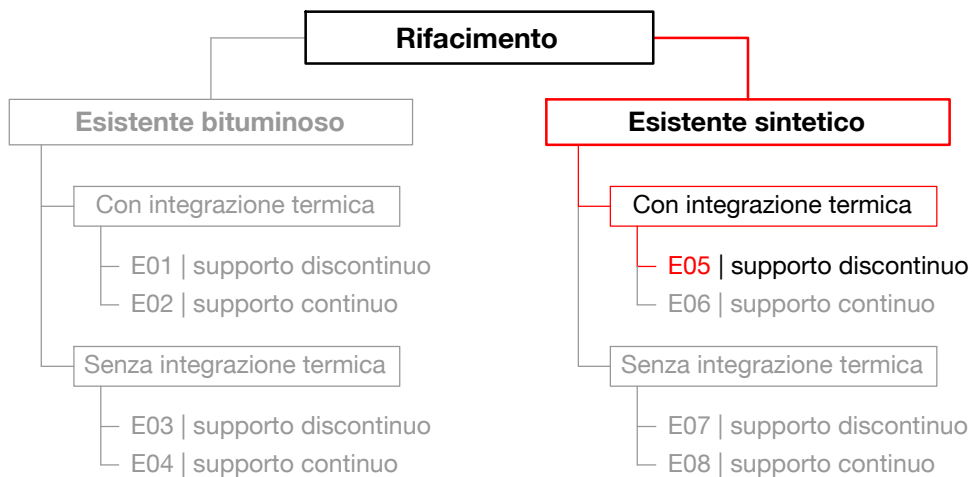 Rifacimento
Esistente bituminoso
Con integrazione termica
E01 | supporto discontinuo
E02 | supporto continuo
Senza integrazione termica
E03 | supporto discontinuo
E04 | supporto continuo
Esistente sintetico
Con integrazione termica
E05 | supporto discontinuo
E06 | supporto continuo
Senza integrazione termica
E07 | supporto discontinuo
E08 | supporto continuo